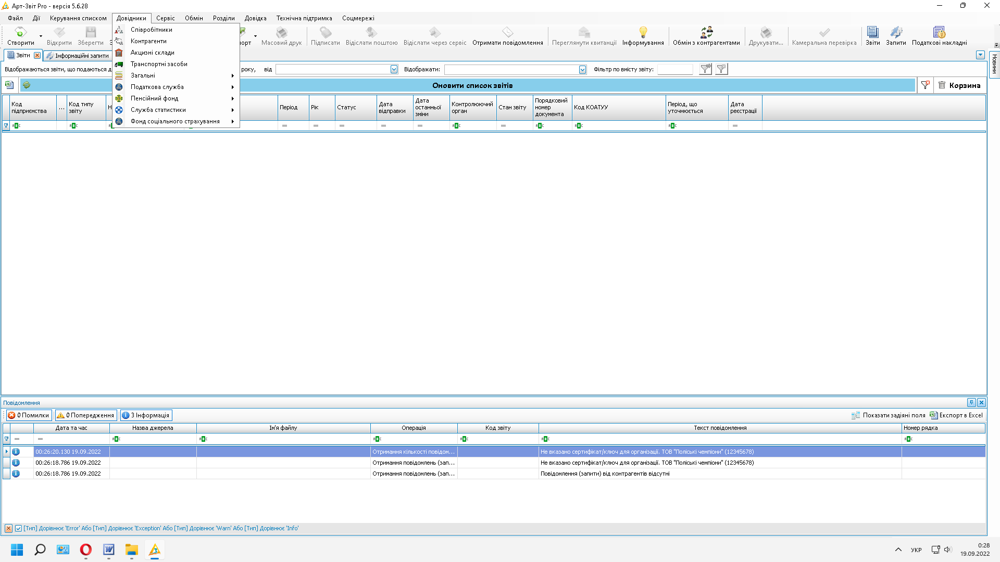 Арт-Звіт Pro - версія 5.6.28
Файл Дії Керування списком Довідники Сервіс Обмін Розділи Довідка Технічна підтримка Соцмережі
Створити Відкрити Зберегти Масовий друк Підписати Відіслати поштою Відіслати через сервіс Отримати повідомлення Переглянути квитанції Інформування Обмін з контрагентами Друкувати... Камеральна перевірка Звіти Запити Податкові накладні
Співробітники
Контрагенти
Акцизні склади
Транспортні засоби
Загальні
Податкова служба
Пенсійний фонд
Служба статистики
Фонд соціального страхування
Звіти Інформаційні запити
Новини
Відображаються звіти, що подаються д року, від Відображати: Фільтр по вмісту звіту:
Оновити список звітів Корзина
Код підприємства ... Код типу звіту Н Період Рік Статус Дата відправки Дата останньої зміни Контролюючий орган Стан звіту Порядковий номер документа Код КОАТУУ Період, що уточнюється Дата реєстрації
Повідомлення
0 Помилки 0 Попередження 3 Інформація Показати задіяні поля Експорт в Excel
Дата та час Назва джерела Ім'я файлу Операція Код звіту Текст повідомлення Номер рядка
00:26:20.130 19.09.2022 Отримання кількості повідом... Не вказано сертифікат/ключ для організації. ТОВ "Поліські чемпіони" (12345678)
00:26:18.786 19.09.2022 Отримання повідомлень (зап... Не вказано сертифікат/ключ для організації. ТОВ "Поліські чемпіони" (12345678)
00:26:18.786 19.09.2022 Отримання повідомлень (зап... Повідомлення (запити) від контрагентів відсутні
[Тип] Дорівнює 'Error' Або [Тип] Дорівнює 'Exception' Або [Тип] Дорівнює 'Warn' Або [Тип] Дорівнює 'Info'
УКР
0:28
19.09.2022